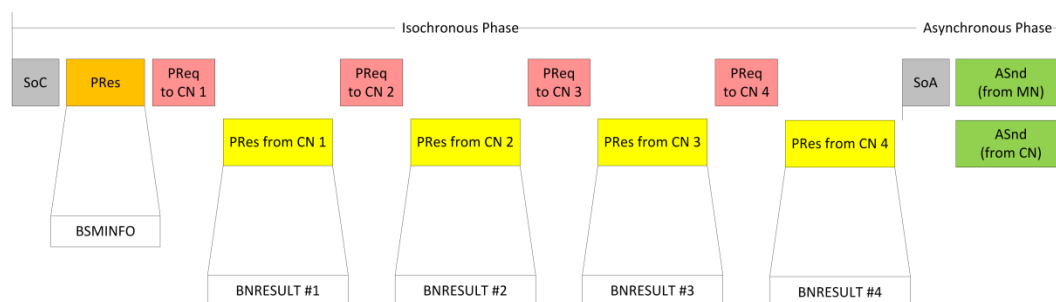 Isochronous Phase
Asynchronous Phase
SoC
PRes
PReq
to CN 1
PReq
to CN 2
PReq
to CN 3
PReq
to CN 4
SoA
ASnd
(from MN)
PRes from CN 1
PRes from CN 2
PRes from CN 3
PRes from CN 4
ASnd
(from CN)
BSMINFO
BNRESULT #1
BNRESULT #2
BNRESULT #3
BNRESULT #4